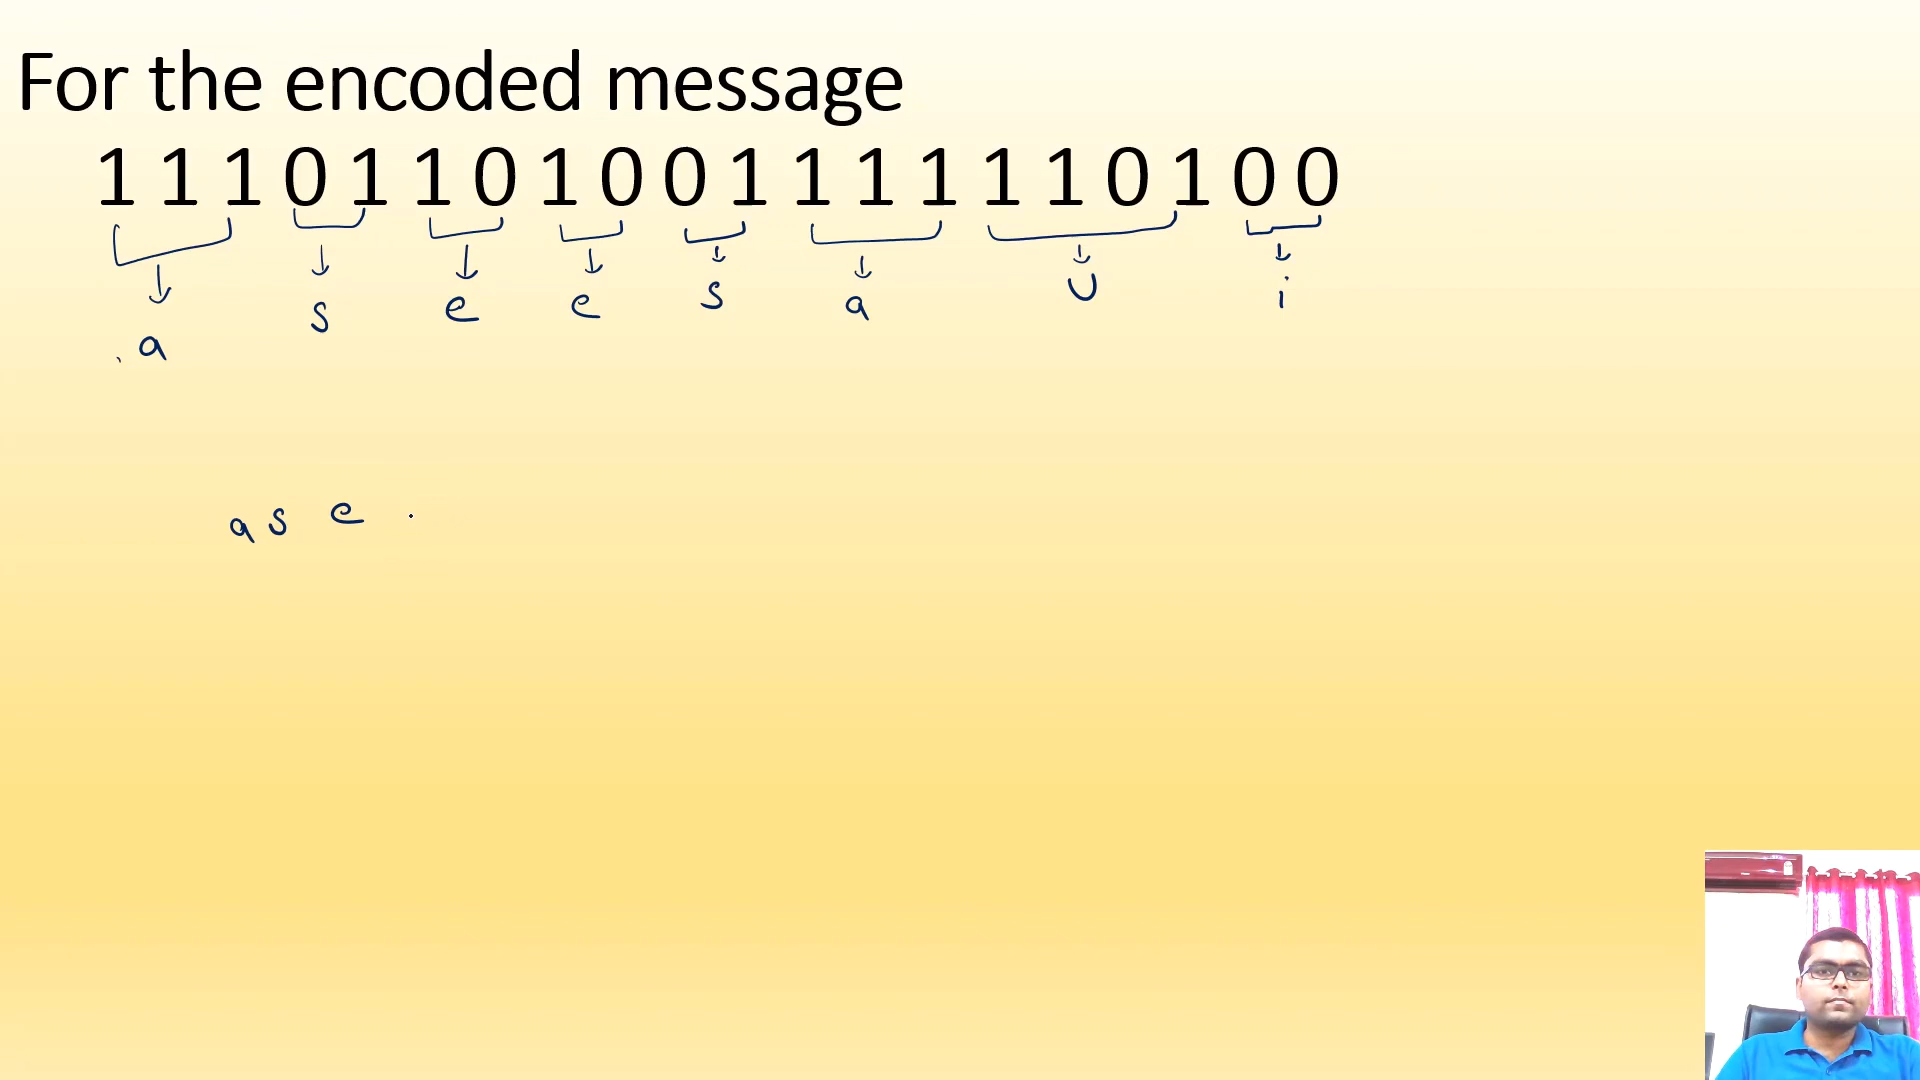 For the encoded message
1 1 1 0 1 1 0 1 0 0 1 1 1 1 1 1 0 1 0 0
a s e e s a u i
a s e